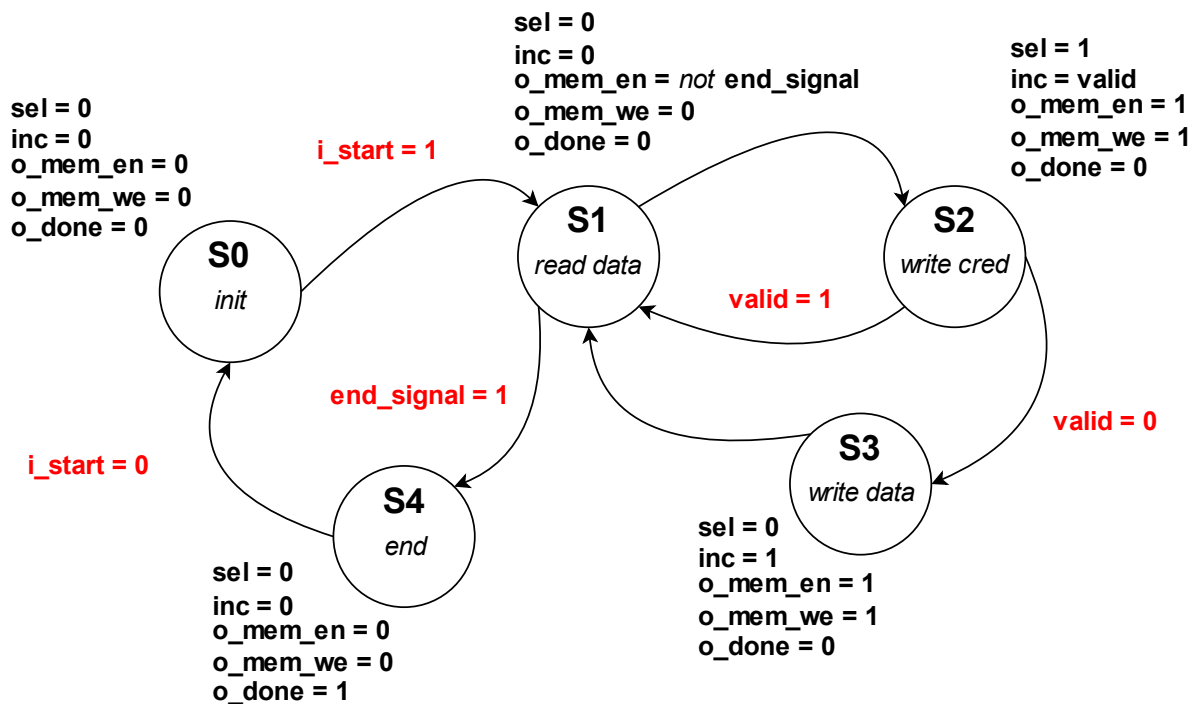 sel = 0
inc = 0
o_mem_en = 0
o_mem_we = 0
o_done = 0
S0
init
i_start = 1
sel = 0
inc = 0
o_mem_en = not end_signal
o_mem_we = 0
o_done = 0
S1
read data
sel = 1
inc = valid
o_mem_en = 1
o_mem_we = 1
o_done = 0
S2
write cred
valid = 1
end_signal = 1
valid = 0
i_start = 0
S4
end
sel = 0
inc = 0
o_mem_en = 0
o_mem_we = 0
o_done = 1
S3
write data
sel = 0
inc = 1
o_mem_en = 1
o_mem_we = 1
o_done = 0